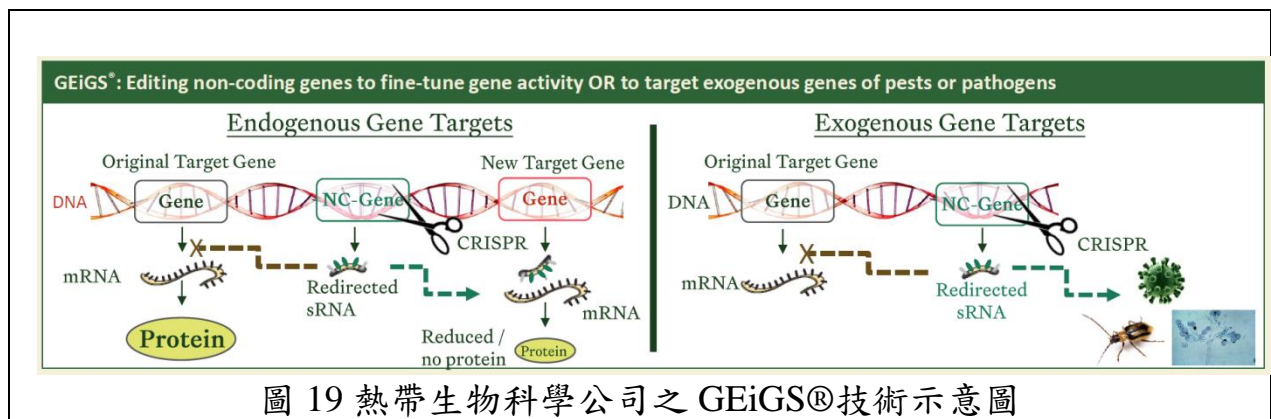 GEiGS®: Editing non-coding genes to fine-tune gene activity OR to target exogenous genes of pests or pathogens
Endogenous Gene Targets
Original Target Gene
New Target Gene
DNA
Gene
NC-Gene
Gene
CRISPR
mRNA
Redirected
sRNA
mRNA
Protein
Reduced /
no protein
Protein
Exogenous Gene Targets
Original Target Gene
DNA
Gene
NC-Gene
CRISPR
mRNA
Redirected
sRNA
圖 19 熱帶生物科學公司之 GEiGS®技術示意圖